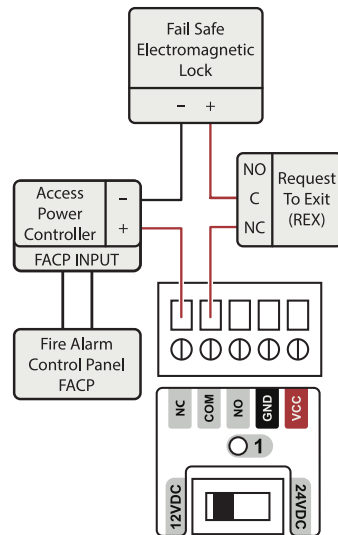 Fail Safe
Electromagnetic
Lock
− +
NO
C
NC
Request
To Exit
(REX)
Access
Power
Controller
−
+
FACP INPUT
Fire Alarm
Control Panel
FACP
NC
COM
NO
GND
VCC
1
12VDC
24VDC